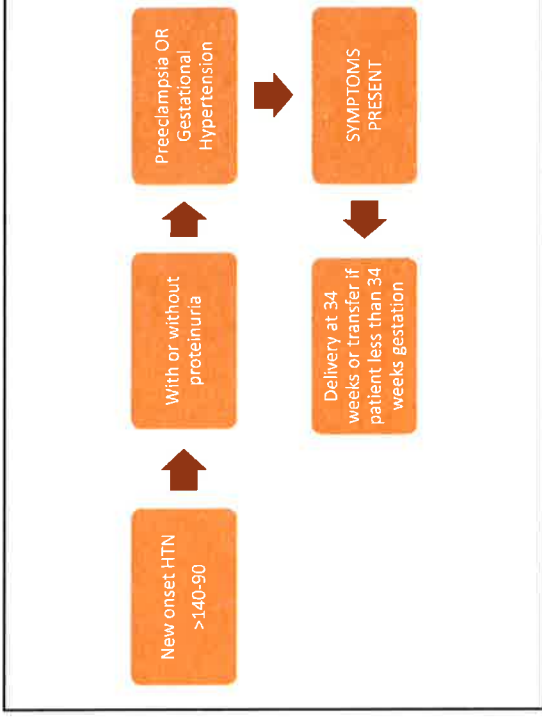 New onset HTN
>140-90
With or without
proteinuria
Preeclampsia OR
Gestational
Hypertension
SYMPTOMS
PRESENT
Delivery at 34
weeks or transfer if
patient less than 34
weeks gestation